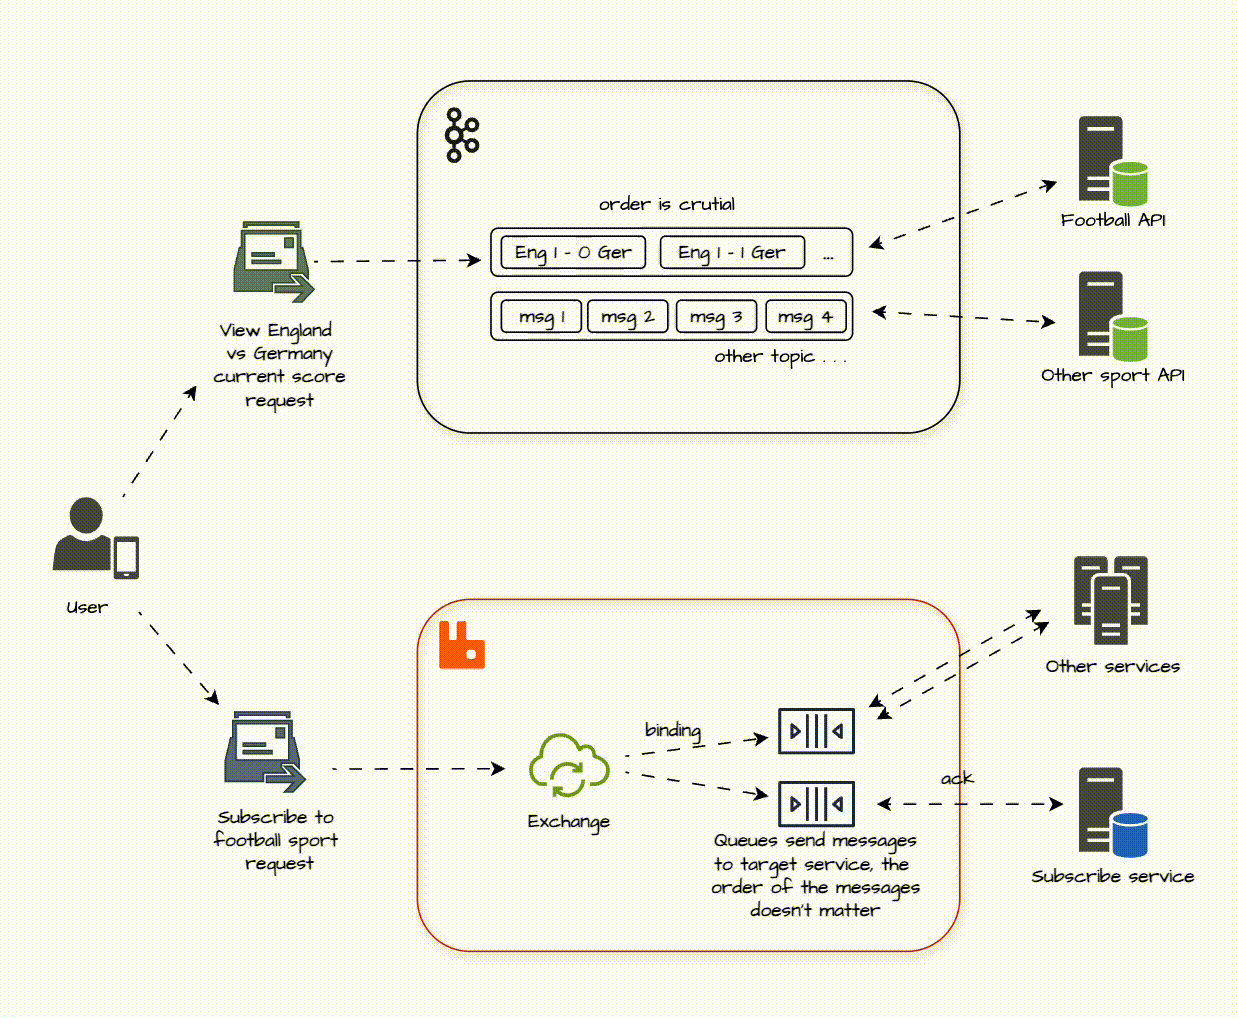 order is crutial
Eng 1 - 0 Ger
Eng 1 - 1 Ger
...
msg 1
msg 2
msg 3
msg 4
other topic . . .
Football API
Other sport API
View England
vs Germany
current score
request
User
Subscribe to
football sport
request
Exchange
binding
Queues send messages
to target service, the
order of the messages
doesn't matter
Other services
ack
Subscribe service